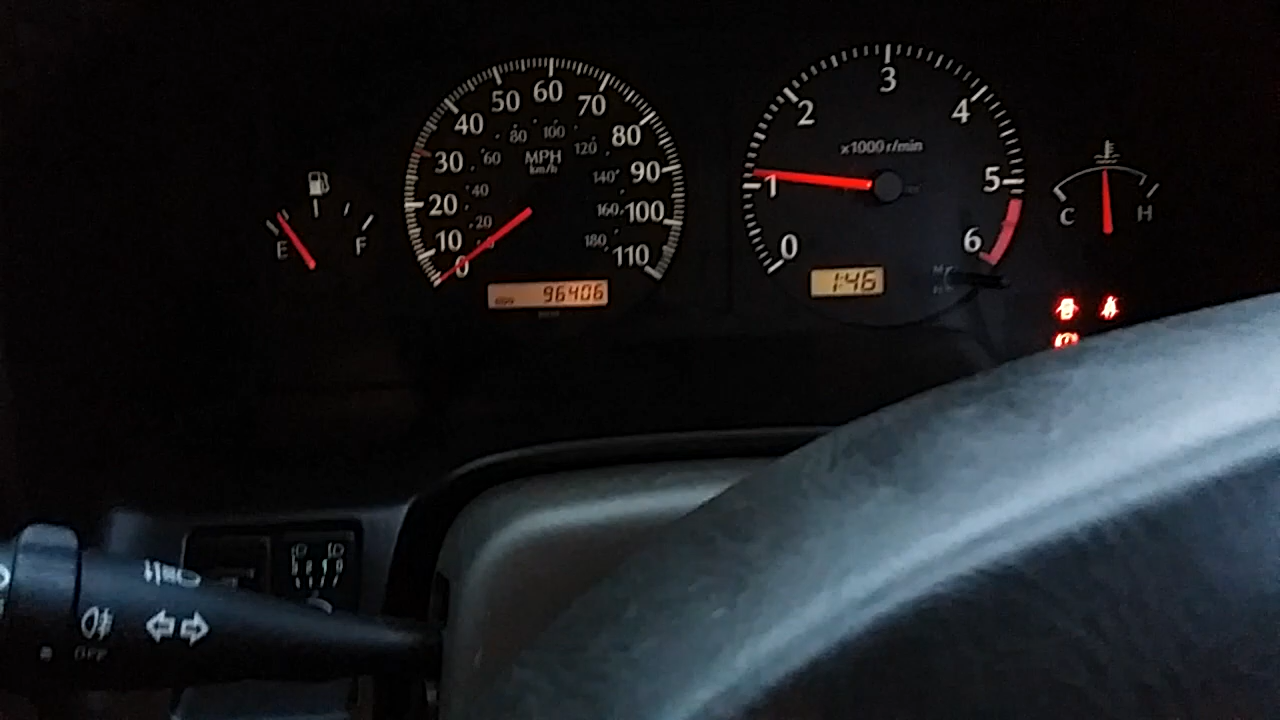 E F
0 10 20 30 40 50 60 70 80 90 100 110
20 40 60 80 100 120 140 160 180
MPH
km/h
96406
0 1 2 3 4 5 6
x1000 r/min
1:46
C H
OFF